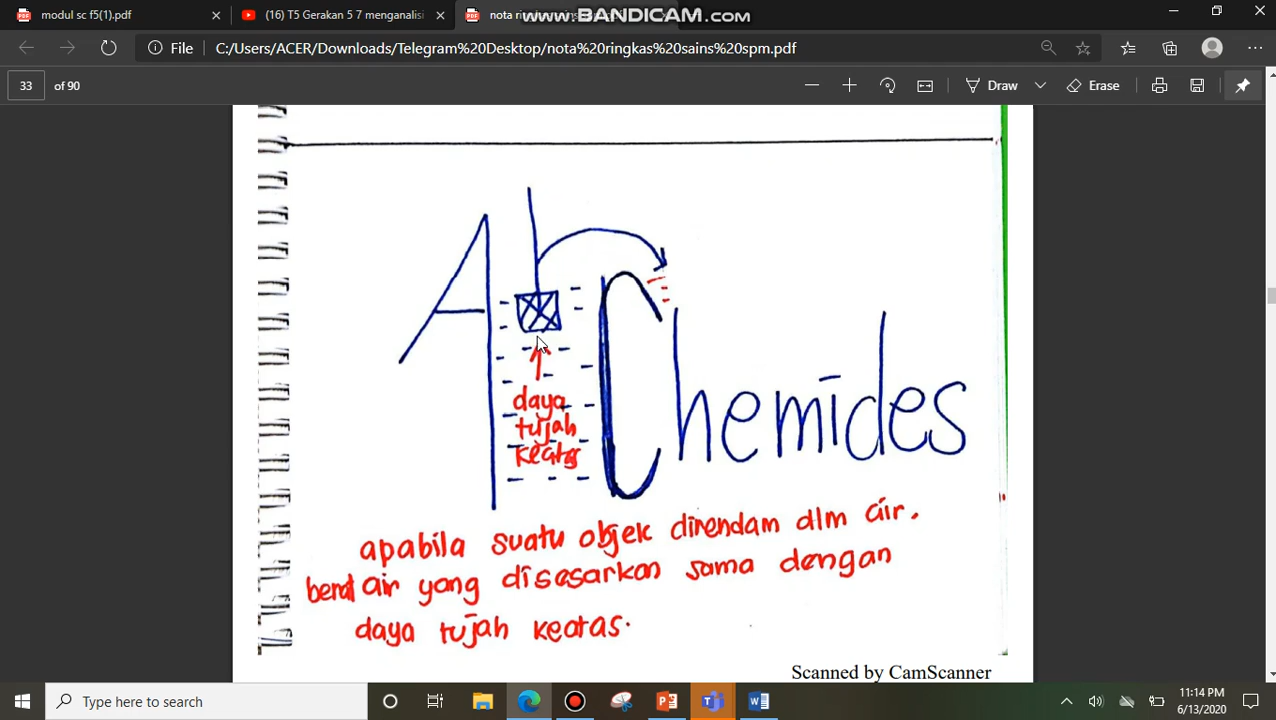 modul sc f5(1).pdf
(16) T5 Gerakan 5 7 menganalisi
nota ri
www.BANDICAM.com
File
C:/Users/ACER/Downloads/Telegram%20Desktop/nota%20ringkas%20sains%20spm.pdf
33 of 90
Draw
Erase
A Chemides
daya
tujah
keatas
apabila suatu objek direndam dlm air.
berat air yang disesarkan sama dengan
daya tujah keatas.
Scanned by CamScanner
Type here to search
11:14 PM
6/13/2020